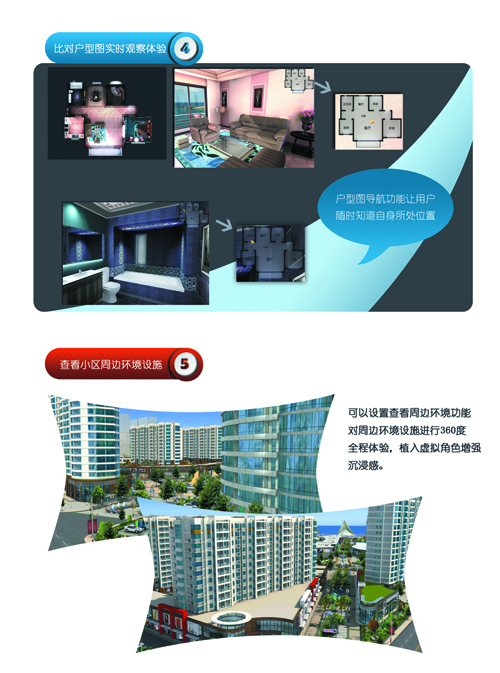 比对户型图实时观察体验
4
客厅
户型图导航功能让用户
随时知道自身所处位置
查看小区周边环境设施
5
可以设置查看周边环境功能
对周边环境设施进行360度
全程体验，植入虚拟角色增强
沉浸感。